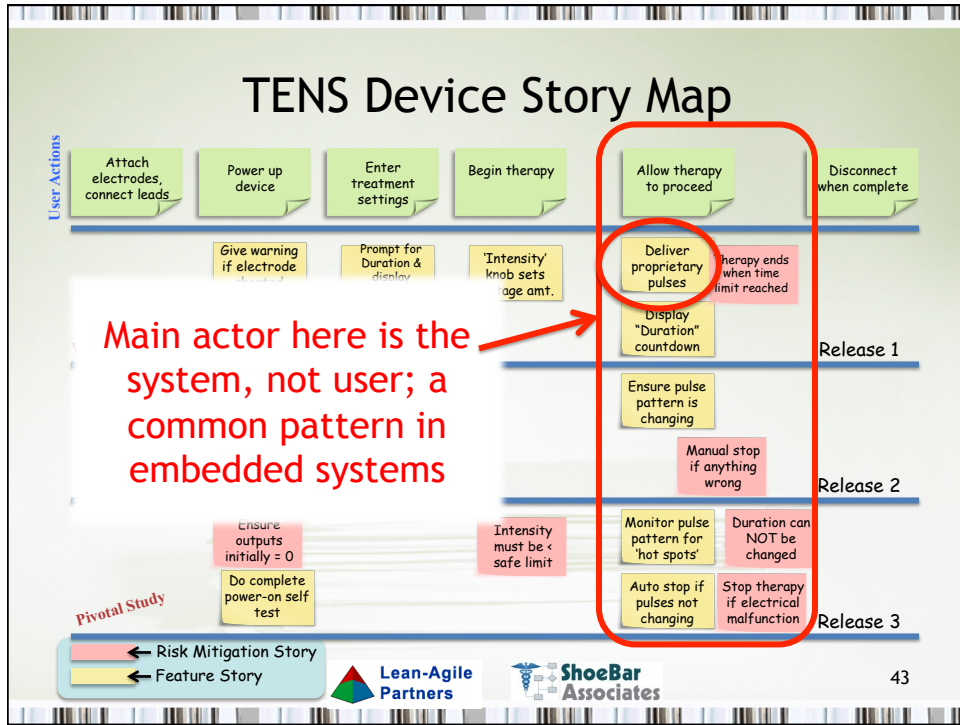 TENS Device Story Map
User Actions
Attach
electrodes,
connect leads
Power up
device
Enter
treatment
settings
Begin therapy
Allow therapy
to proceed
Disconnect
when complete
Give warning
if electrode
Prompt for
Duration &
display
'Intensity'
knob sets
amt.
Deliver
proprietary
pulses
Therapy ends
when time
limit reached
Display
"Duration"
countdown
Release 1
Main actor here is the
system, not user; a
common pattern in
embedded systems
Ensure pulse
pattern is
changing
Manual stop
if anything
wrong
Release 2
Ensure
outputs
initially = 0
Intensity
must be <
safe limit
Monitor pulse
pattern for
'hot spots'
Duration can
NOT be
changed
Do complete
power-on self
test
Auto stop if
pulses not
changing
Stop therapy
if electrical
malfunction
Pivotal Study
Release 3
Risk Mitigation Story
Feature Story
Lean-Agile
Partners
ShoeBar
Associates
43